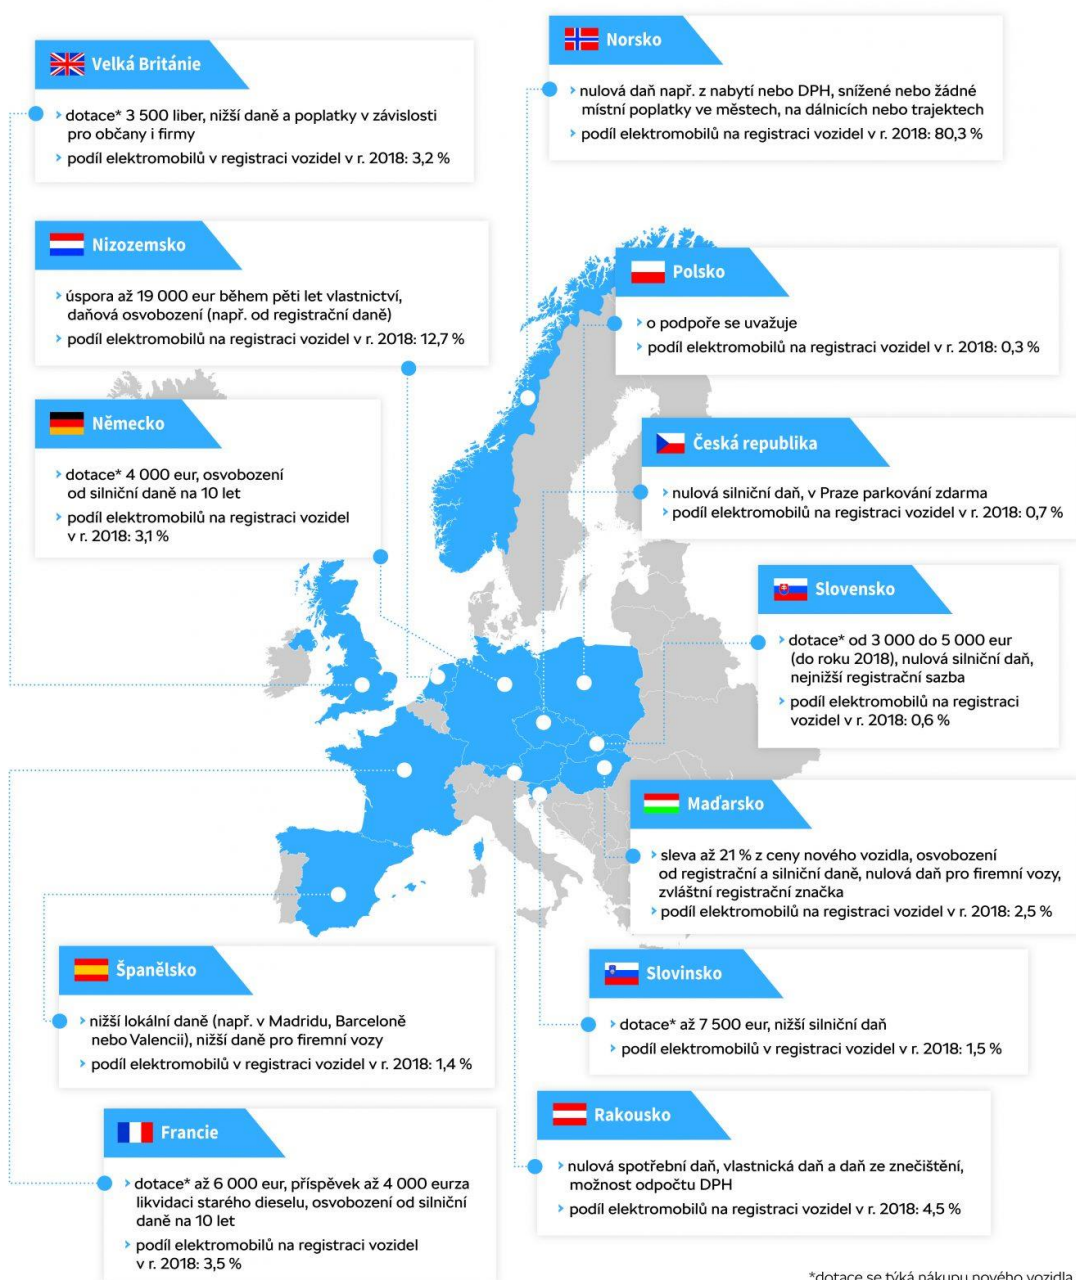 Velká Británie
› dotace* 3 500 liber, nižší daně a poplatky v závislosti
pro občany i firmy
› podíl elektromobilů v registraci vozidel v r. 2018: 3,2 %
Norsko
› nulová daň např. z nabytí nebo DPH, snížené nebo žádné
místní poplatky ve městech, na dálnicích nebo trajektech
› podíl elektromobilů na registraci vozidel v r. 2018: 80,3 %
Nizozemsko
› úspora až 19 000 eur během pěti let vlastnictví,
daňová osvobození (např. od registrační daně)
› podíl elektromobilů na registraci vozidel v r. 2018: 12,7 %
Polsko
› o podpoře se uvažuje
› podíl elektromobilů na registraci vozidel v r. 2018: 0,3 %
Německo
› dotace* 4 000 eur, osvobození
od silniční daně na 10 let
› podíl elektromobilů na registraci vozidel
v r. 2018: 3,1 %
Česká republika
› nulová silniční daň, v Praze parkování zdarma
› podíl elektromobilů na registraci vozidel v r. 2018: 0,7 %
Slovensko
› dotace* od 3 000 do 5 000 eur
(do roku 2018), nulová silniční daň,
nejnižší registrační sazba
› podíl elektromobilů na registraci
vozidel v r. 2018: 0,6 %
Maďarsko
› sleva až 21 % z ceny nového vozidla, osvobození
od registrační a silniční daně, nulová daň pro firemní vozy,
zvláštní registrační značka
› podíl elektromobilů na registraci vozidel v r. 2018: 2,5 %
Španělsko
› nižší lokální daně (např. v Madridu, Barceloně
nebo Valencii), nižší daně pro firemní vozy
› podíl elektromobilů v registraci vozidel v r. 2018: 1,4 %
Slovinsko
› dotace* až 7 500 eur, nižší silniční daň
› podíl elektromobilů v registraci vozidel v r. 2018: 1,5 %
Francie
› dotace* až 6 000 eur, příspěvek až 4 000 eurza
likvidaci starého dieselu, osvobození od silniční
daně na 10 let
› podíl elektromobilů na registraci vozidel
v r. 2018: 3,5 %
Rakousko
› nulová spotřební daň, vlastnická daň a daň ze znečištění,
možnost odpočtu DPH
› podíl elektromobilů na registraci vozidel v r. 2018: 4,5 %
*dotace se týká nákupu nového vozidla